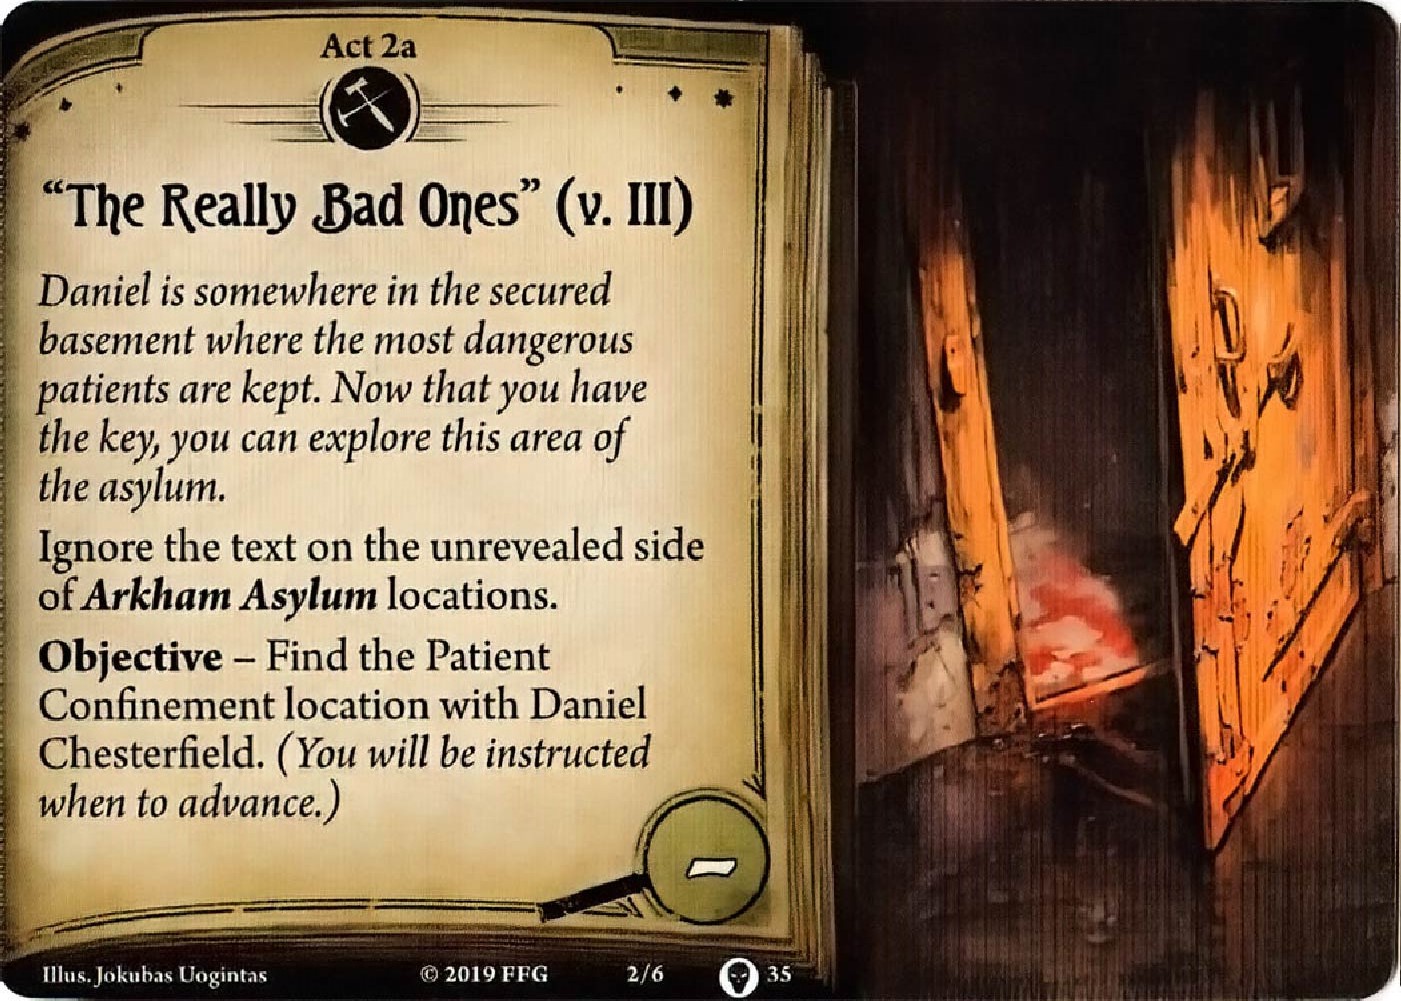 Act 2a
“The Really Bad Ones” (v. III)
Daniel is somewhere in the secured
basement where the most dangerous
patients are kept. Now that you have
the key, you can explore this area of
the asylum.
Ignore the text on the unrevealed side
of Arkham Asylum locations.
Objective – Find the Patient
Confinement location with Daniel
Chesterfield. (You will be instructed
when to advance.)
–
Illus. Jokubas Uogintas © 2019 FFG 2/6 35